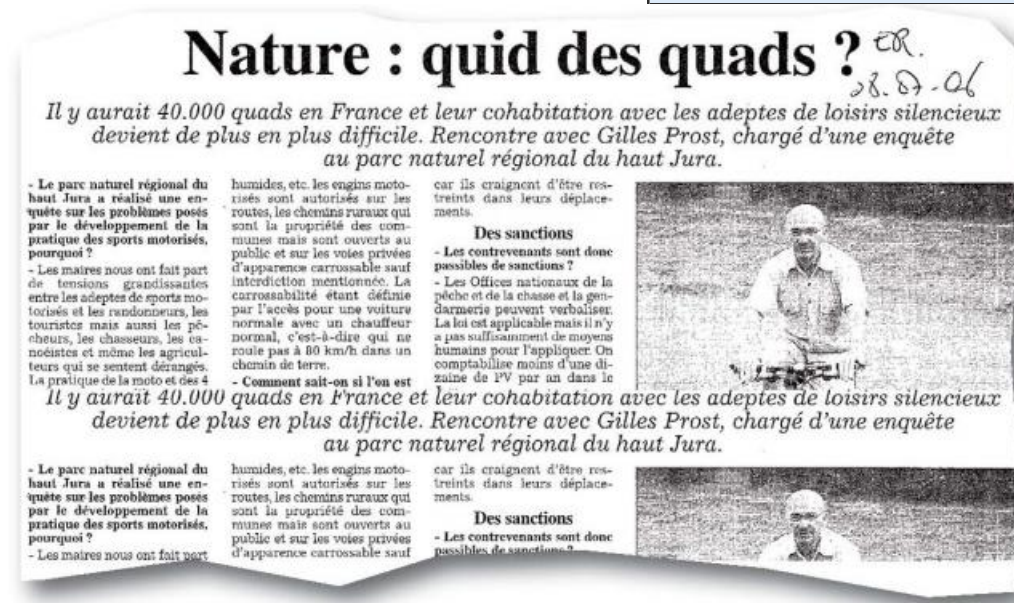 Nature : quid des quads ?
ER.
28.07-06
Il y aurait 40.000 quads en France et leur cohabitation avec les adeptes de loisirs silencieux
devient de plus en plus difficile. Rencontre avec Gilles Prost, chargé d'une enquête
au parc naturel régional du haut Jura.
- Le parc naturel régional du
haut Jura a réalisé une en-
quête sur les problèmes posés
par le développement de la
pratique des sports motorisés,
pourquoi ?
- Les maires nous ont fait part
de tensions grandissantes
entre les adeptes de sports mo-
torisés et les randonneurs, les
touristes mais aussi les pê-
cheurs, les chasseurs, les ca-
noéistes et même les agricul-
teurs qui se sentent dérangés.
La pratique de la moto et des 4
humides, etc. les engins moto-
risés sont autorisés sur les
routes, les chemins ruraux qui
sont la propriété des com-
munes mais sont ouverts au
public et sur les voies privées
d'apparence carrossable sauf
interdiction mentionnée. La
carrossabilité étant définie
par l'accès pour une voiture
normale avec un chauffeur
normal, c'est-à-dire qui ne
roule pas à 80 km/h dans un
chemin de terre.
- Comment sait-on si l'on est
car ils craignent d'être res-
treints dans leurs déplace-
ments.
Des sanctions
- Les contrevenants sont donc
passibles de sanctions ?
- Les Offices nationaux de la
pêche et de la chasse et la gen-
darmerie peuvent verbaliser.
La loi est applicable mais il n'y
a pas suffisamment de moyens
humains pour l'appliquer. On
comptabilise moins d'une di-
zaine de PV par an dans le
Il y aurait 40.000 quads en France et leur cohabitation avec les adeptes de loisirs silencieux
devient de plus en plus difficile. Rencontre avec Gilles Prost, chargé d'une enquête
au parc naturel régional du haut Jura.
- Le parc naturel régional du
haut Jura a réalisé une en-
quête sur les problèmes posés
par le développement de la
pratique des sports motorisés,
pourquoi ?
- Les maires nous ont fait part
humides, etc. les engins moto-
risés sont autorisés sur les
routes, les chemins ruraux qui
sont la propriété des com-
munes mais sont ouverts au
public et sur les voies privées
d'apparence carrossable sauf
car ils craignent d'être res-
treints dans leurs déplace-
ments.
Des sanctions
- Les contrevenants sont donc
passibles de sanctions ?